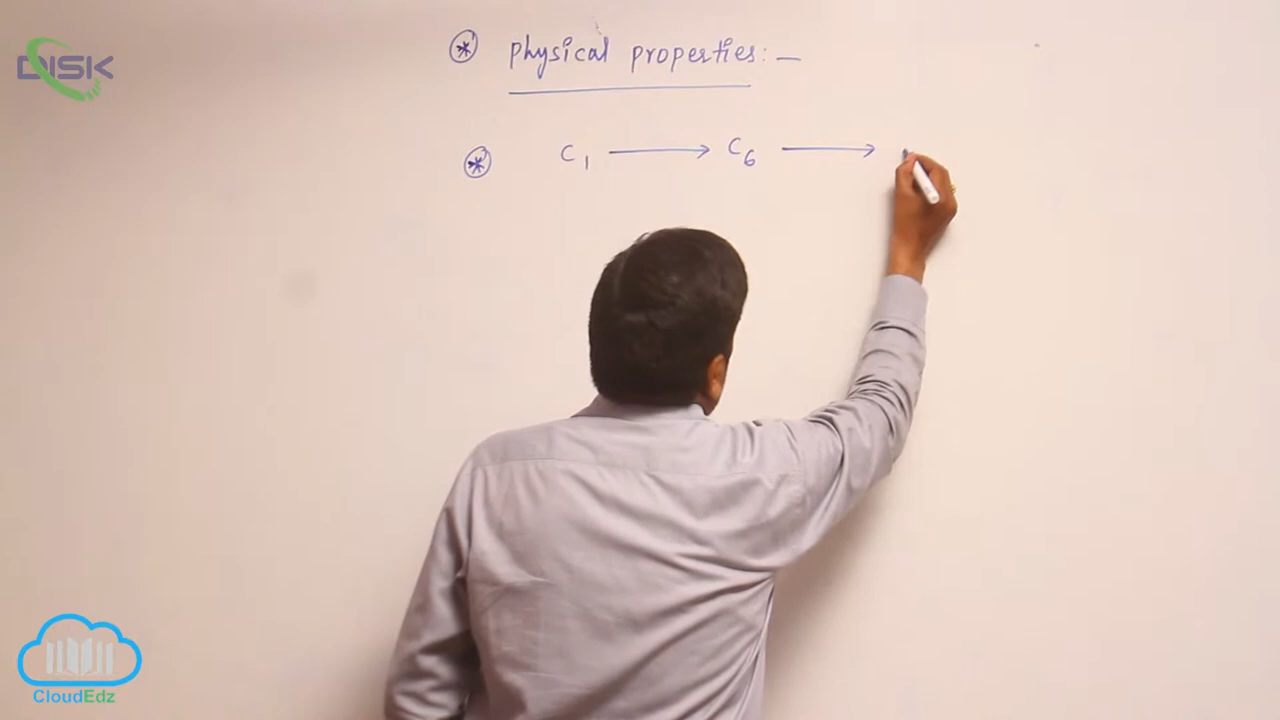 DISK
* physical properties: —
* C1 ⟶ C6 ⟶
CloudEdz